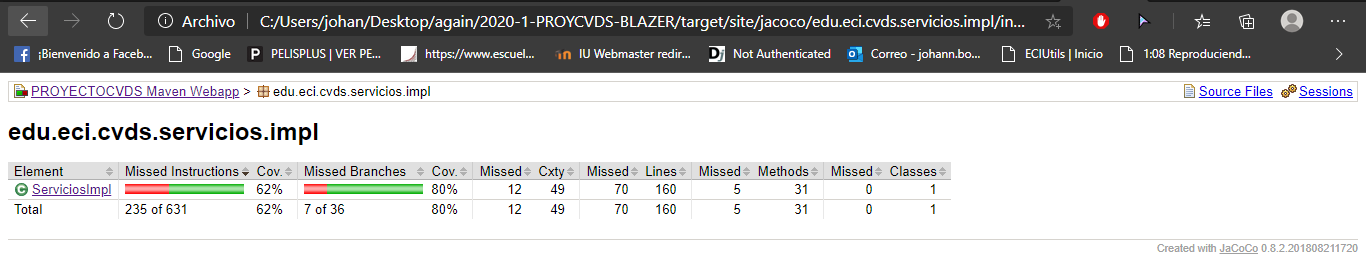 Archivo | C:/Users/johan/Desktop/again/2020-1-PROYCVDS-BLAZER/target/site/jacoco/edu.eci.cvds.servicios.impl/in...
¡Bienvenido a Faceb... Google PELISPLUS | VER PE... https://www.escuel... IU Webmaster redir... Not Authenticated Correo - johann.bo... ECIUtils | Inicio 1:08 Reproduciend...
PROYECTOCVDS Maven Webapp > edu.eci.cvds.servicios.impl Source Files Sessions
edu.eci.cvds.servicios.impl
Element Missed Instructions Cov. Missed Branches Cov. Missed Cxty Missed Lines Missed Methods Missed Classes
ServiciosImpl 62% 80% 12 49 70 160 5 31 0 1
Total 235 of 631 62% 7 of 36 80% 12 49 70 160 5 31 0 1
Created with JaCoCo 0.8.2.201808211720